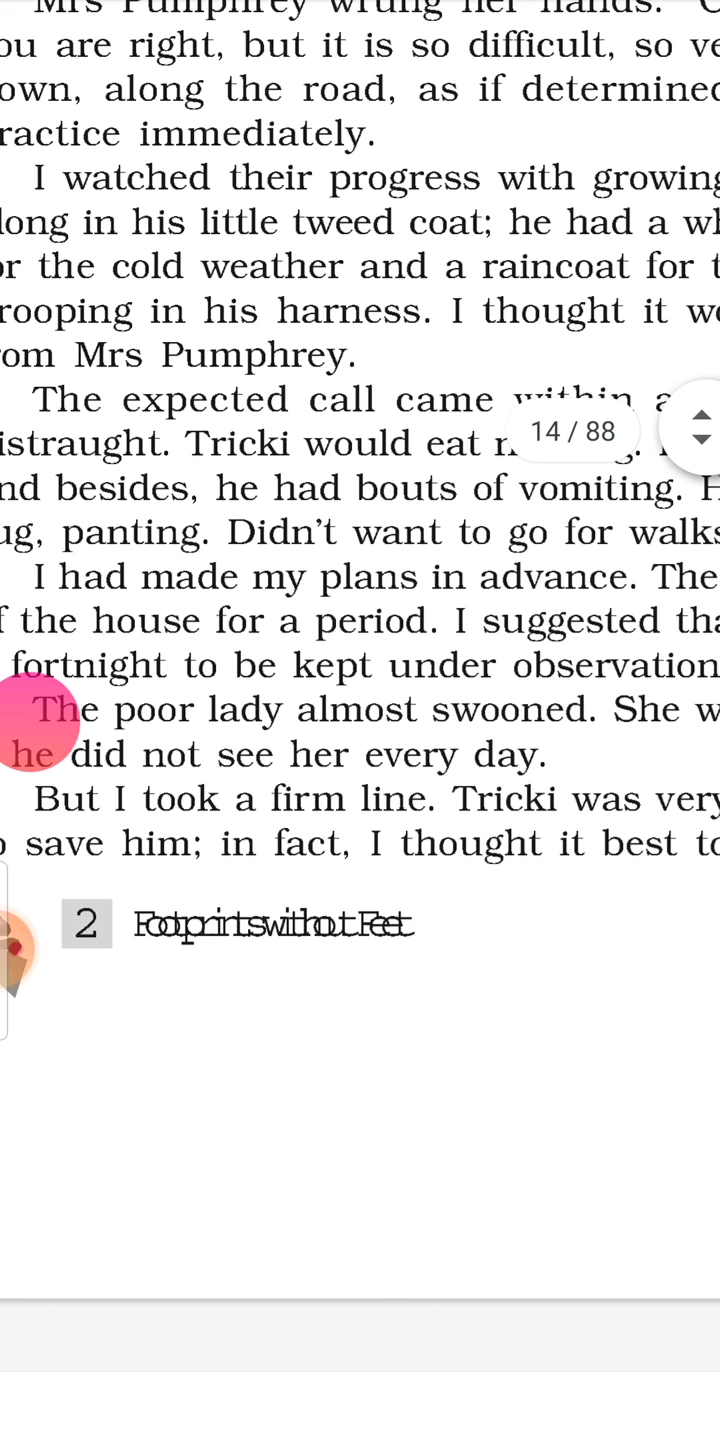 Mrs Pumphrey wrung her hands.
ou are right, but it is so difficult, so ve
own, along the road, as if determined
ractice immediately.
I watched their progress with growing
long in his little tweed coat; he had a wh
or the cold weather and a raincoat for t
rooping in his harness. I thought it wo
rom Mrs Pumphrey.
The expected call came within a
istraught. Tricki would eat
14 / 88
nd besides, he had bouts of vomiting. H
ug, panting. Didn't want to go for walks
I had made my plans in advance. The
f the house for a period. I suggested tha
fortnight to be kept under observation
The poor lady almost swooned. She w
he did not see her every day.
But I took a firm line. Tricki was very
o save him; in fact, I thought it best to
2 Footprints without Feet